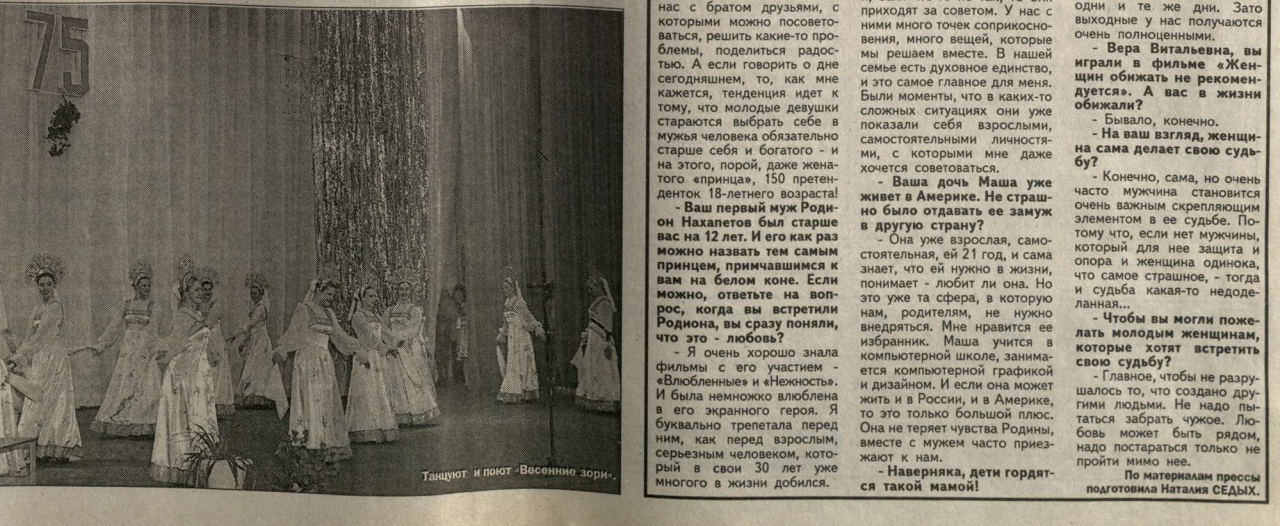 75
Танцуют и поют «Весенние зори».
нас с братом друзьями, с
которыми можно посовето-
ваться, решить какие-то про-
блемы, поделиться радос-
тью. А если говорить о дне
сегодняшнем, то, как мне
кажется, тенденция идет к
тому, что молодые девушки
стараются выбрать себе в
мужья человека обязательно
старше себя и богатого - и
на этого, порой, даже жена-
того «принца», 150 претен-
денток 18-летнего возраста!
- Ваш первый муж Роди-
он Нахапетов был старше
вас на 12 лет. И его как раз
можно назвать тем самым
принцем, примчавшимся к
вам на белом коне. Если
можно, ответьте на воп-
рос, когда вы встретили
Родиона, вы сразу поняли,
что это - любовь?
- Я очень хорошо знала
фильмы с его участием -
«Влюбленные» и «Нежность».
И была немножко влюблена
в его экранного героя. Я
буквально трепетала перед
ним, как перед взрослым,
серьезным человеком, кото-
рый в свои 30 лет уже
многого в жизни добился.
приходят за советом. У нас с
ними много точек соприкосно-
вения, много вещей, которые
мы решаем вместе. В нашей
семье есть духовное единство,
и это самое главное для меня.
Были моменты, что в каких-то
сложных ситуациях они уже
показали себя взрослыми,
самостоятельными личностя-
ми, с которыми мне даже
хочется советоваться.
- Ваша дочь Маша уже
живет в Америке. Не страш-
но было отдавать ее замуж
в другую страну?
- Она уже взрослая, само-
стоятельная, ей 21 год, и сама
знает, что ей нужно в жизни,
понимает - любит ли она. Но
это уже та сфера, в которую
нам, родителям, не нужно
внедряться. Мне нравится ее
избранник. Маша учится в
компьютерной школе, занима-
ется компьютерной графикой
и дизайном. И если она может
жить и в России, и в Америке,
то это только большой плюс.
Она не теряет чувства Родины,
вместе с мужем часто приез-
жают к нам.
- Наверняка, дети гордят-
ся такой мамой!
одни и те же дни. Зато
выходные у нас получаются
очень полноценными.
- Вера Витальевна, вы
играли в фильме «Жен-
щин обижать не рекомен-
дуется». А вас в жизни
обижали?
- Бывало, конечно.
- На ваш взгляд, женщи-
на сама делает свою судь-
бу?
- Конечно, сама, но очень
часто мужчина становится
очень важным скрепляющим
элементом в ее судьбе. По-
тому что, если нет мужчины,
который для нее защита и
опора и женщина одинока,
что самое страшное, - тогда
и судьба какая-то недоде-
ланная...
- Чтобы вы могли поже-
лать молодым женщинам,
которые хотят встретить
свою судьбу?
- Главное, чтобы не разру-
шалось то, что создано дру-
гими людьми. Не надо пы-
таться забрать чужое. Лю-
бовь может быть рядом,
надо постараться только не
пройти мимо нее.
По материалам прессы
подготовила Наталия СЕДЫХ.